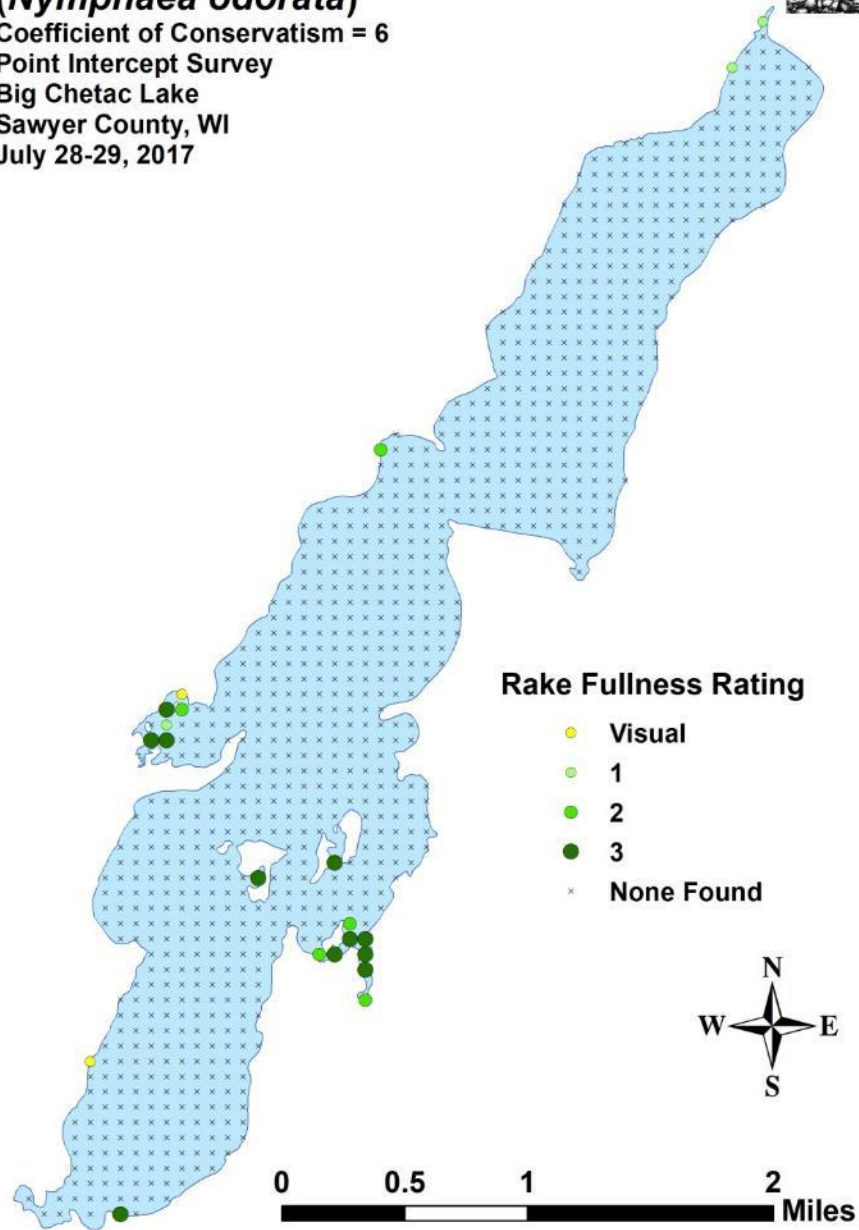 (Nymphaea odorata)
Coefficient of Conservatism = 6
Point Intercept Survey
Big Chetac Lake
Sawyer County, WI
July 28-29, 2017
Rake Fullness Rating
Visual
1
2
3
None Found
N
W E
S
0 0.5 1 2
Miles